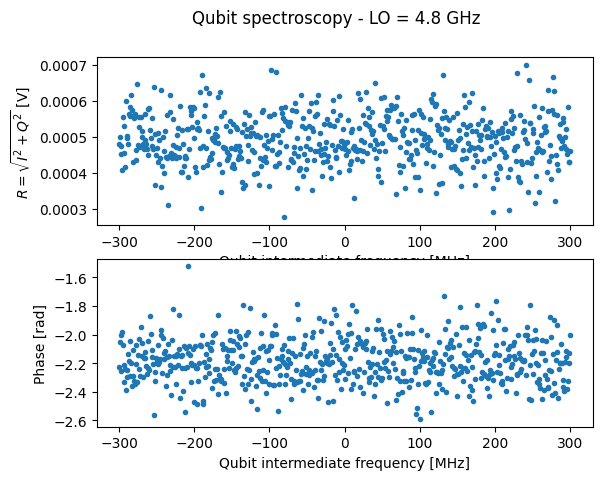 Qubit spectroscopy - LO = 4.8 GHz
R = √I² + Q² [V]
0.0007
0.0006
0.0005
0.0004
0.0003
−300 −200 −100 0 100 200 300
Qubit intermediate frequency [MHz]
Phase [rad]
−1.6
−1.8
−2.0
−2.2
−2.4
−2.6
−300 −200 −100 0 100 200 300
Qubit intermediate frequency [MHz]